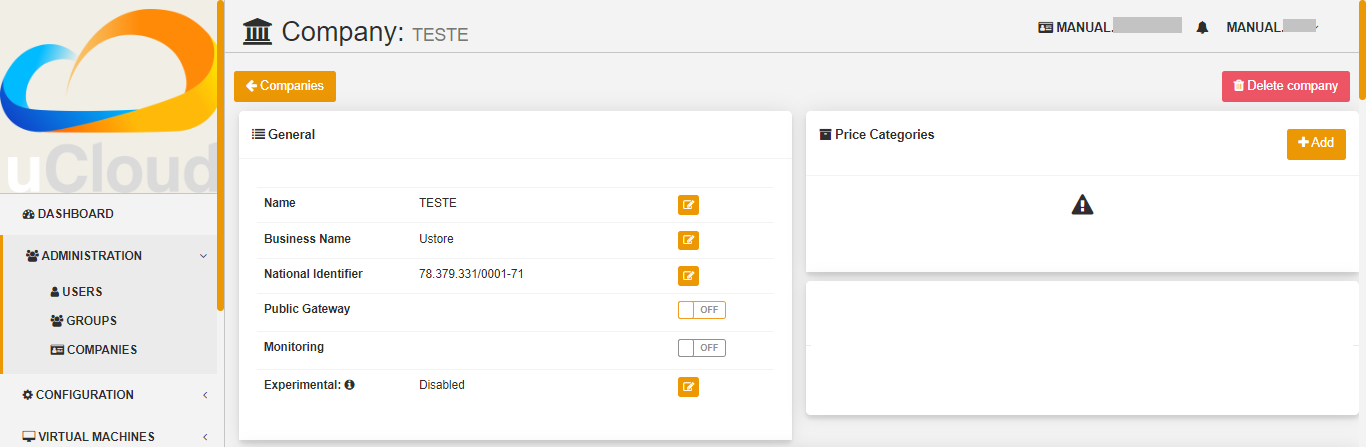 uCloud
DASHBOARD
ADMINISTRATION
USERS
GROUPS
COMPANIES
CONFIGURATION
VIRTUAL MACHINES
Company: TESTE
MANUAL.
MANUAL.
Companies
Delete company
General
Name TESTE
Business Name Ustore
National Identifier 78.379.331/0001-71
Public Gateway OFF
Monitoring OFF
Experimental: Disabled
Price Categories
Add